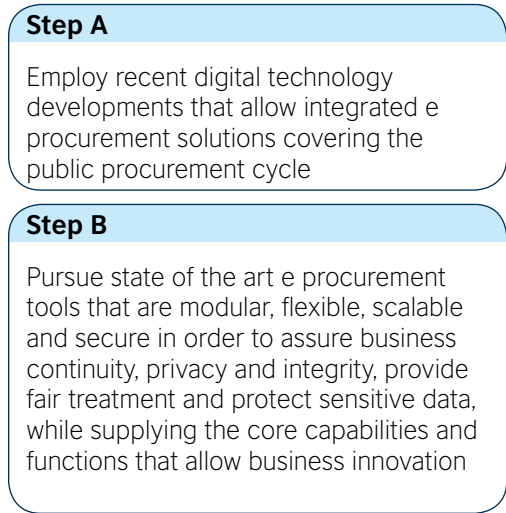 Step A
Employ recent digital technology
developments that allow integrated e
procurement solutions covering the
public procurement cycle
Step B
Pursue state of the art e procurement
tools that are modular, flexible, scalable
and secure in order to assure business
continuity, privacy and integrity, provide
fair treatment and protect sensitive data,
while supplying the core capabilities and
functions that allow business innovation